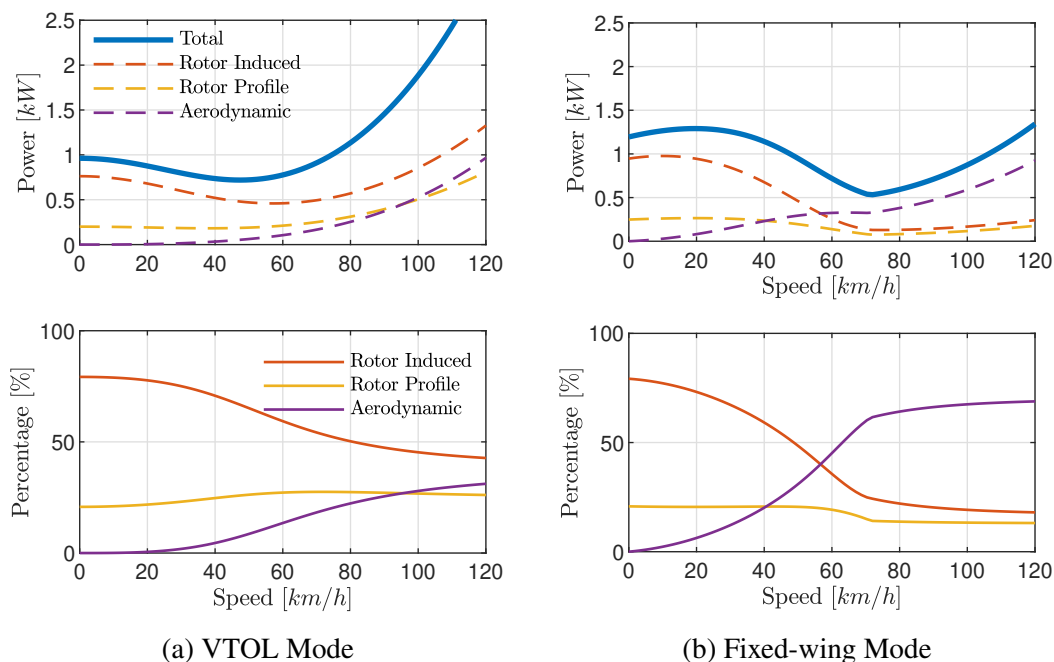 2.5
2
1.5
1
0.5
0
Power [kW]
Total
Rotor Induced
Rotor Profile
Aerodynamic
0 20 40 60 80 100 120
2.5
2
1.5
1
0.5
0
Power [kW]
0 20 40 60 80 100 120
Speed [km/h]
100
50
0
Percentage [%]
Rotor Induced
Rotor Profile
Aerodynamic
0 20 40 60 80 100 120
Speed [km/h]
100
50
0
Percentage [%]
0 20 40 60 80 100 120
Speed [km/h]
(a) VTOL Mode
(b) Fixed-wing Mode